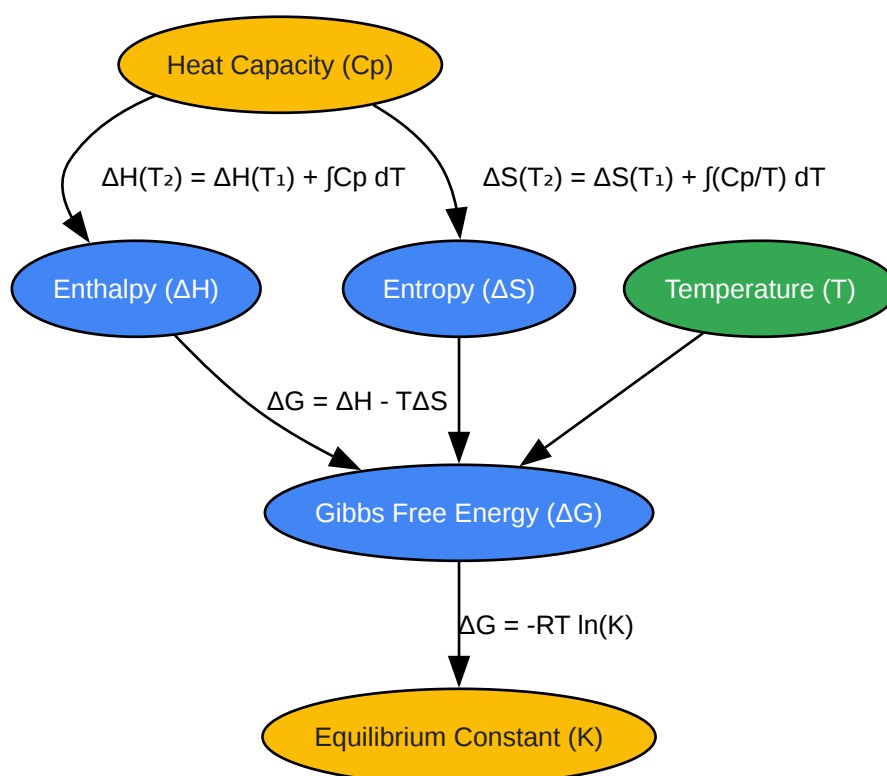 Heat Capacity (Cp)
ΔH(T₂) = ΔH(T₁) + ∫Cp dT
ΔS(T₂) = ΔS(T₁) + ∫(Cp/T) dT
Enthalpy (ΔH)
Entropy (ΔS)
Temperature (T)
ΔG = ΔH - TΔS
Gibbs Free Energy (ΔG)
ΔG = -RT ln(K)
Equilibrium Constant (K)